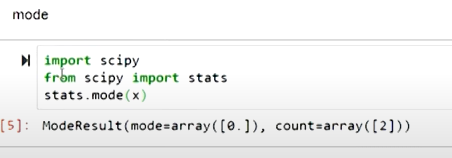 mode
import scipy
from scipy import stats
stats.mode(x)
[5]: ModeResult(mode=array([0.]), count=array([2]))